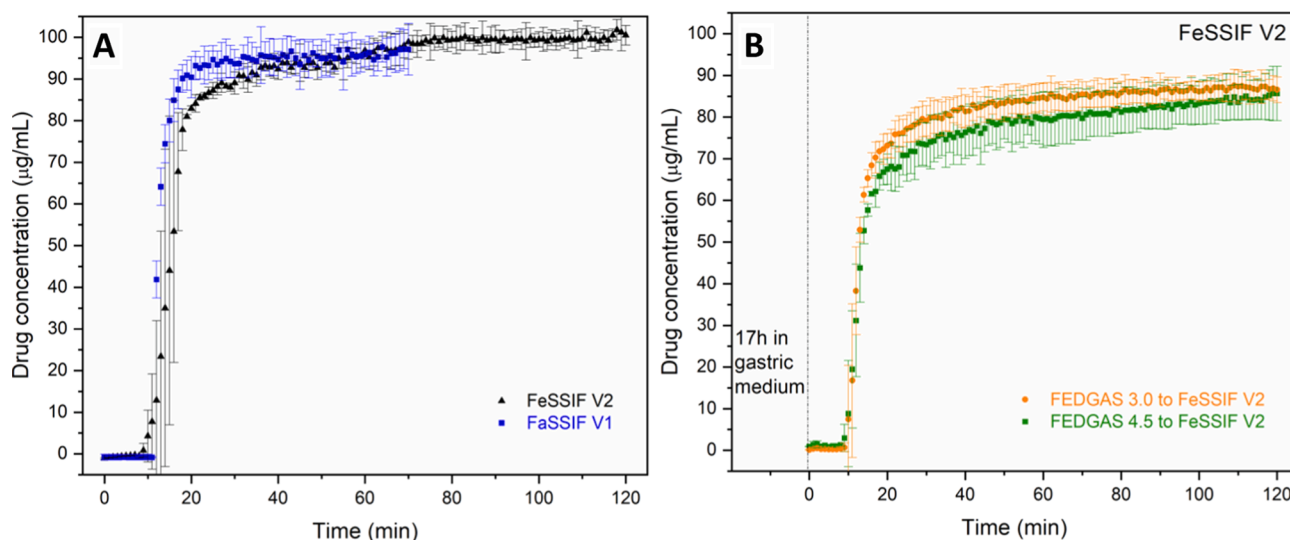 A
Drug concentration (µg/mL)
100
90
80
70
60
50
40
30
20
10
0
FeSSIF V2
FaSSIF V1
0
20
40
60
80
100
120
Time (min)
B
FeSSIF V2
Drug concentration (µg/mL)
100
90
80
70
60
50
40
30
20
10
0
17h in
gastric
medium
FEDGAS 3.0 to FeSSIF V2
FEDGAS 4.5 to FeSSIF V2
0
20
40
60
80
100
120
Time (min)